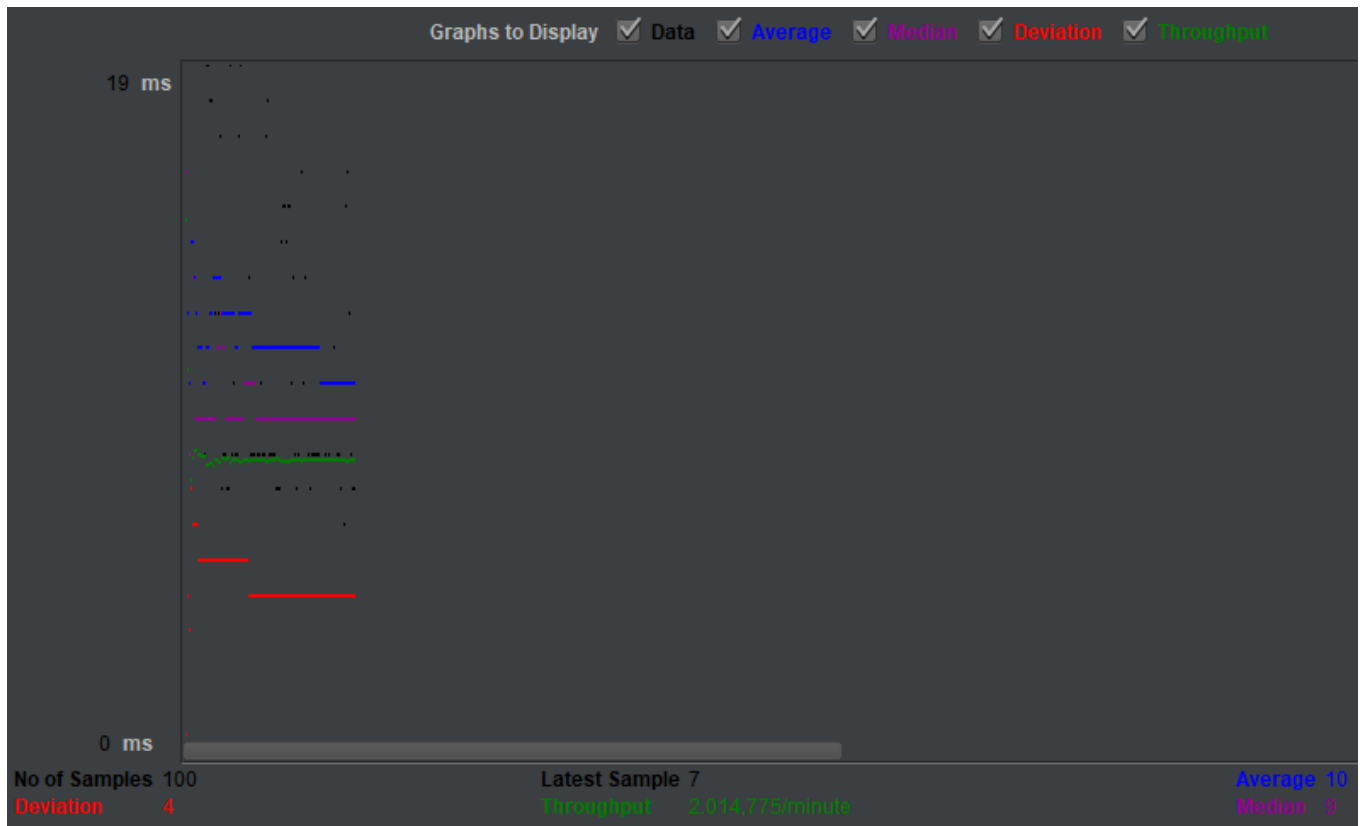 Graphs to Display Data Average Median Deviation Throughput
19 ms
0 ms
No of Samples 100 Latest Sample 7 Average 10
Deviation 4 Throughput 2.014,775/minute Median 9